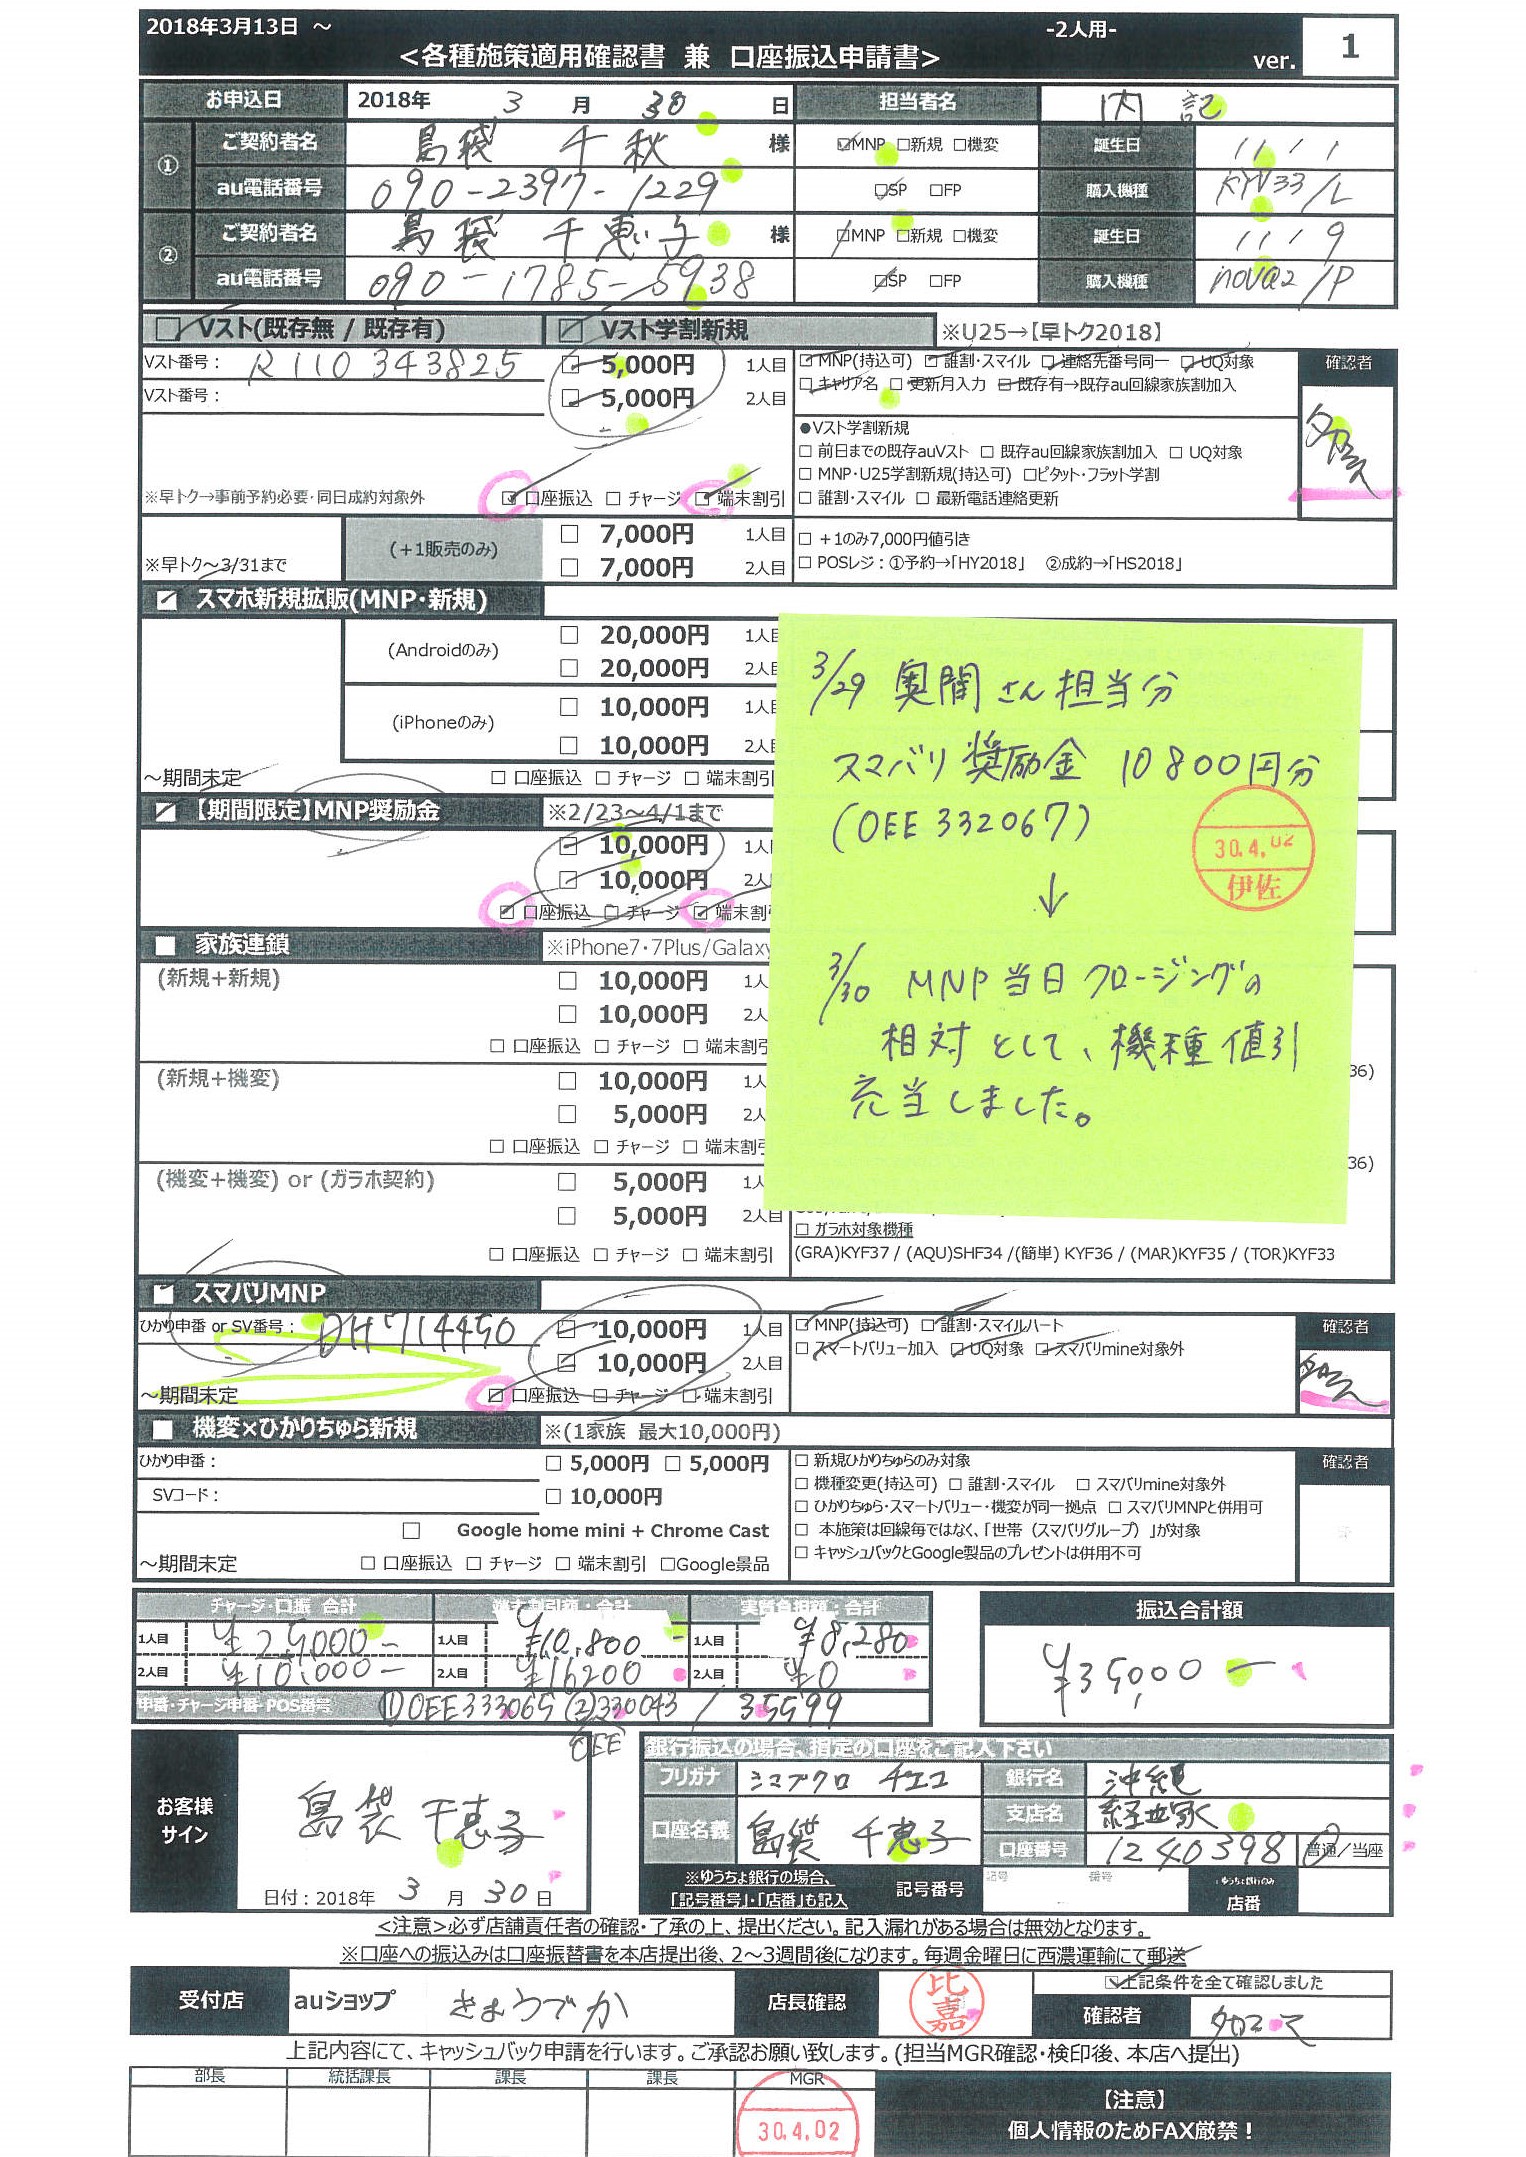 2018年3月13日 ~ -2人用-
<各種施策適用確認書 兼 口座振込申請書> ver. 1
お申込日 2018年 3 月 30 日 担当者名 内 記
① ご契約者名 島袋 千秋 様 ☑MNP □新規 □機変 誕生日
au電話番号 090-2397-1229 ☑SP □FP 購入機種 KYV33/L
② ご契約者名 島袋 千恵子 様 ☑MNP □新規 □機変 誕生日
au電話番号 090-1785-5938 ☑SP □FP 購入機種 nova2/P
☑ Vスト(既存無 / 既存有) ☑ Vスト学割新規 ※U25→【早トク2018】
Vスト番号: R110343825 ☑ 5,000円 1人目 ☑ MNP(持込可) ☑ 誰割・スマイル ☑ 連絡先番号同一 ☑ UQ対象 確認者
Vスト番号: ☑ 5,000円 2人目 ☑ キャリア名 ☑ 更新月入力 ☑ 既存有→既存au回線家族割加入
●Vスト学割新規
□ 前日までの既存auVスト □ 既存au回線家族割加入 □ UQ対象
□ MNP・U25学割新規(持込可) □ピタット・フラット学割
※早トク→事前予約必要・同日成約対象外 ☑ 口座振込 □ チャージ ☑ 端末割引 □ 誰割・スマイル □ 最新電話連絡更新
(+1販売のみ) □ 7,000円 1人目 □ +1のみ7,000円値引き
※早トク~3/31まで □ 7,000円 2人目 □ POSレジ:①予約→「HY2018」 ②成約→「HS2018」
☑ スマホ新規拡販(MNP・新規)
(Androidのみ) □ 20,000円 1人目
□ 20,000円 2人目
(iPhoneのみ) □ 10,000円 1人目
□ 10,000円 2人目
~期間未定 □ 口座振込 □ チャージ □ 端末割引
☑ 【期間限定】MNP奨励金 ※2/23~4/1まで
☑ 10,000円 1人
☑ 10,000円 2人
☑ 口座振込 □ チャージ ☑ 端末割引
3/29 奥間さん担当分
スマバリ 奨励金 10800円分
(OEE332067)
30.4.02
伊佐
↓
3/30 MNP当日クロージングの
相対として、機種値引
充当しました。
■ 家族連鎖 ※iPhone7・7Plus/Galaxy
(新規+新規) □ 10,000円 1人
□ 10,000円 2人
□ 口座振込 □ チャージ □ 端末割引
(新規+機変) □ 10,000円 1人 36)
□ 5,000円 2人
□ 口座振込 □ チャージ □ 端末割引
36)
(機変+機変) or (ガラホ契約) □ 5,000円 1人
□ 5,000円 2人目
□ ガラホ対象機種
□ 口座振込 □ チャージ □ 端末割引 (GRA)KYF37 / (AQU)SHF34 /(簡単) KYF36 / (MAR)KYF35 / (TOR)KYF33
☑ スマバリMNP
ひかり申番 or SV番号: DH714450 ☑ 10,000円 1人目 ☑ MNP(持込可) ☑ 誰割・スマイルハート 確認者
☑ 10,000円 2人目 ☑ スマートバリュー加入 ☑ UQ対象 ☑ スマバリmine対象外
~期間未定 ☑ 口座振込 □ チャージ □ 端末割引
■ 機変×ひかりちゅら新規 ※(1家族 最大10,000円)
ひかり申番: □ 5,000円 □ 5,000円 □ 新規ひかりちゅらのみ対象 確認者
□ 機種変更(持込可) □ 誰割・スマイル □ スマバリmine対象外
SVコード: □ 10,000円 □ ひかりちゅら・スマートバリュー・機変が同一拠点 □ スマバリMNPと併用可
□ Google home mini + Chrome Cast □ 本施策は回線毎ではなく、「世帯(スマバリグループ)」が対象
□ キャッシュバックとGoogle製品のプレゼントは併用不可
~期間未定 □ 口座振込 □ チャージ □ 端末割引 □Google景品
チャージ・口振 合計 端末割引額・合計 実質負担額・合計 振込合計額
1人目 ¥25,000- 1人目 ¥10,800- 1人目 ¥8,280
2人目 ¥10,000- 2人目 ¥16200 2人目 ¥0 ¥35,000-
申番・チャージ申番・POS番号 ①OEE333065 ②330043 / 35599
OEE
銀行振込の場合、指定の口座をご記入下さい
お客様サイン 島袋 千恵子
フリガナ シマブクロ チエコ 銀行名 沖縄
口座名義 島袋 千恵子 支店名
口座番号 1240398 普通/当座
※ゆうちょ銀行の場合、「記号番号」・「店番」も記入 記号番号 記号 番号 ゆうちょ銀行のみ 店番
日付:2018年 3 月 30 日
<注意>必ず店舗責任者の確認・了承の上、提出ください。記入漏れがある場合は無効となります。
※口座への振込みは口座振替書を本店提出後、2~3週間後になります。毎週金曜日に西濃運輸にて郵送
受付店 auショップ きょうでか 店長確認 比嘉 ☑上記条件を全て確認しました
確認者
上記内容にて、キャッシュバック申請を行います。ご承認お願い致します。(担当MGR確認・検印後、本店へ提出)
部長 統括課長 課長 課長 MGR
30.4.02
【注意】
個人情報のためFAX厳禁!